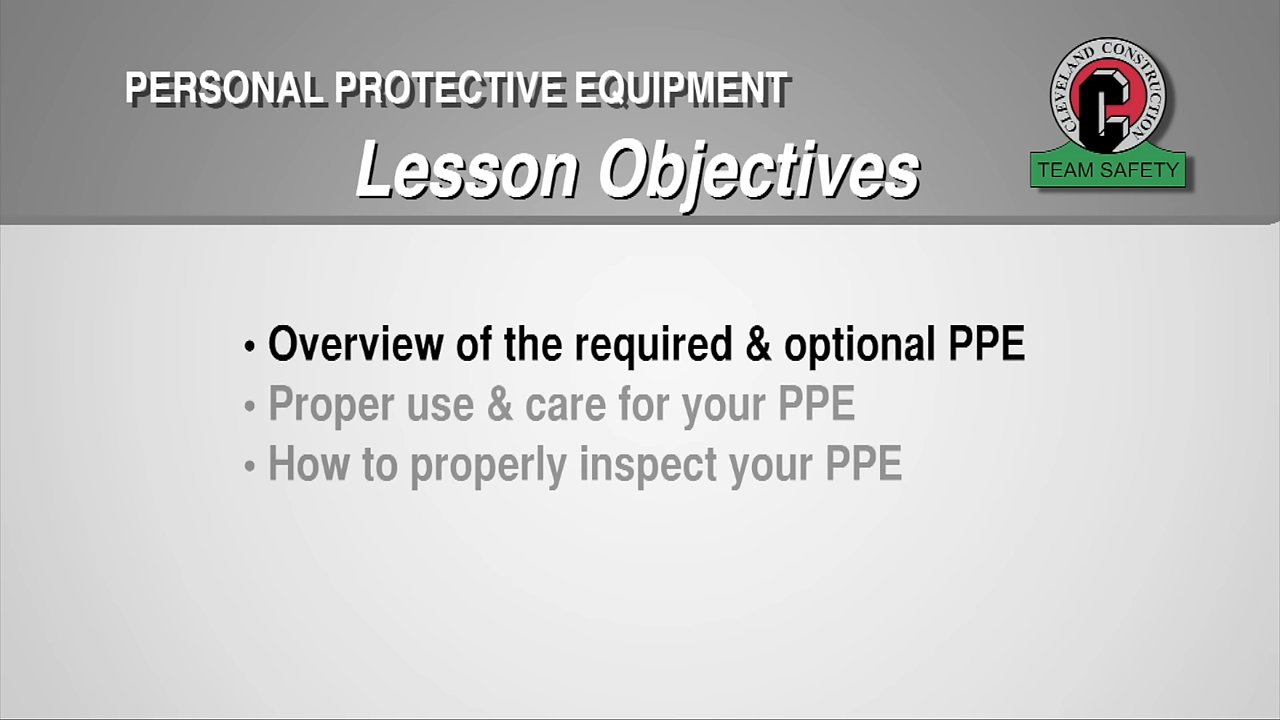 PERSONAL PROTECTIVE EQUIPMENT
Lesson Objectives
CLEVELAND CONSTRUCTION
TEAM SAFETY
• Overview of the required & optional PPE
• Proper use & care for your PPE
• How to properly inspect your PPE